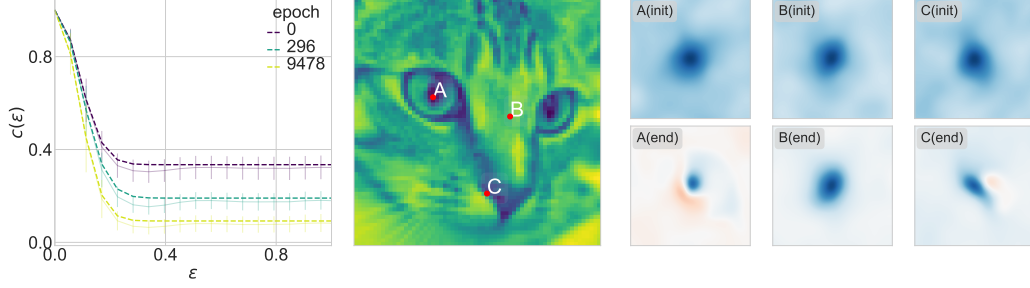 epoch
0
296
9478
0.8
0.4
0.0
c(ε)
0.0
0.4
0.8
ε
A
B
C
A(init)
B(init)
C(init)
A(end)
B(end)
C(end)